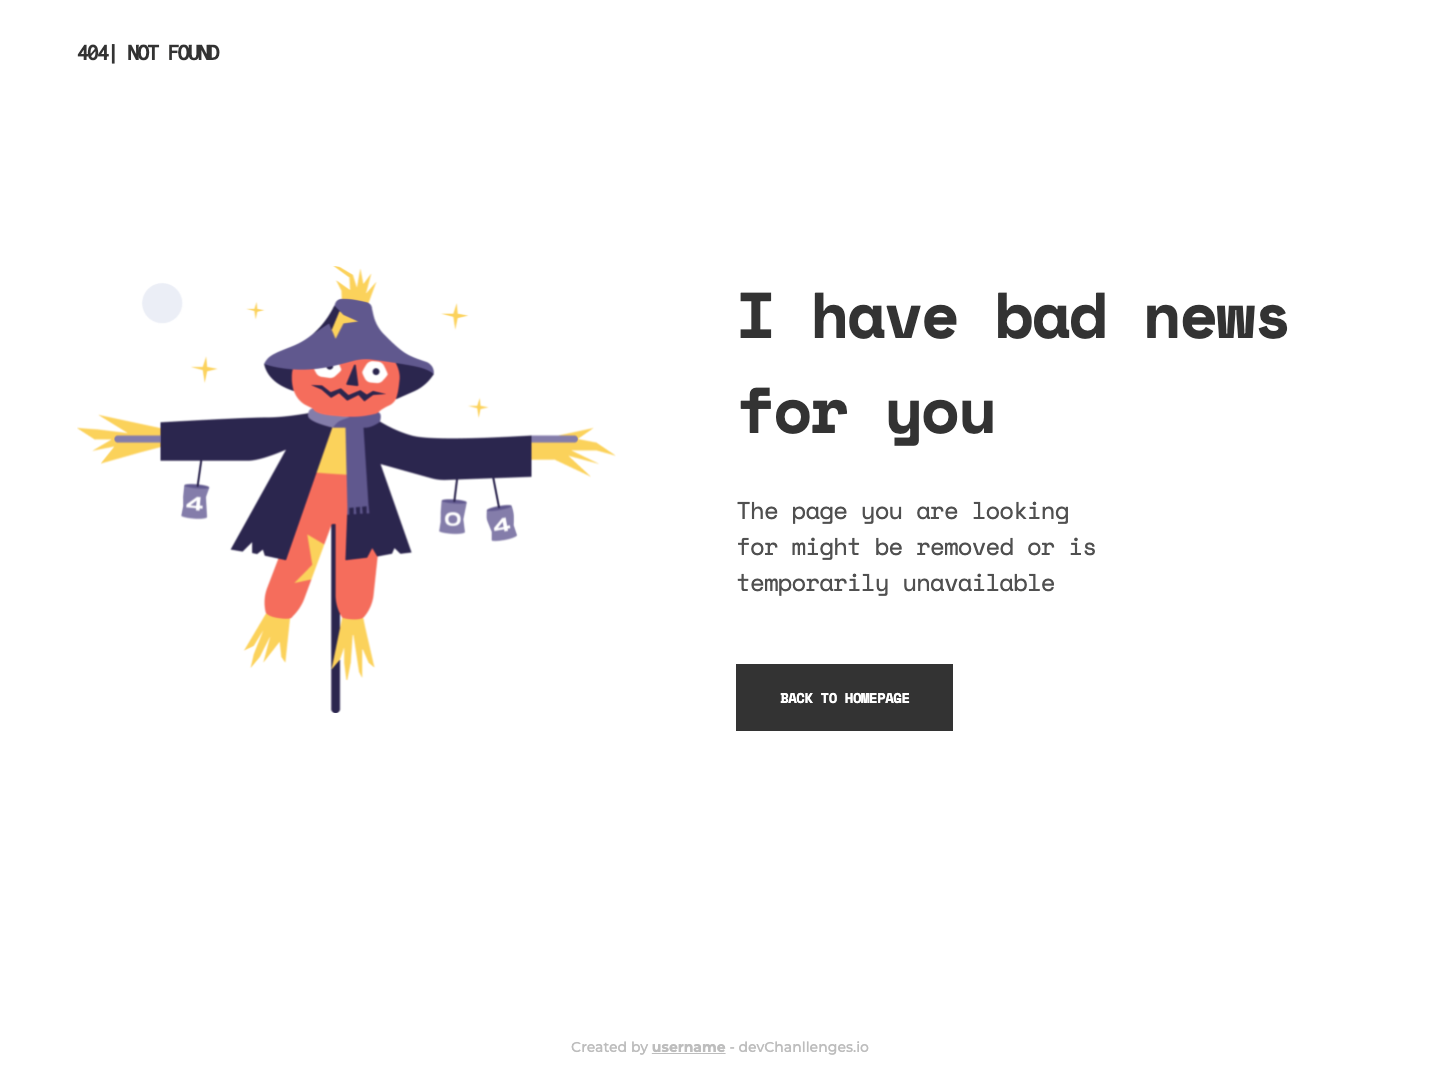 404| NOT FOUND
I have bad news
for you
The page you are looking
for might be removed or is
temporarily unavailable
BACK TO HOMEPAGE
4
0
4
Created by username - devChanllenges.io